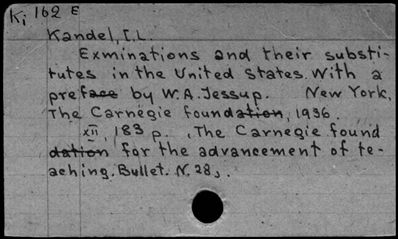 Ki 162 E
Kandel, I.L.
Exminations and their substi-
tutes in the United States. With a
preface by W.A. Jessup. New York,
The Carnegie foundation, 1936.
XII, 183 p. (The Carnegie found
dation for the advancement of te-
aching. Bullet. N. 28).